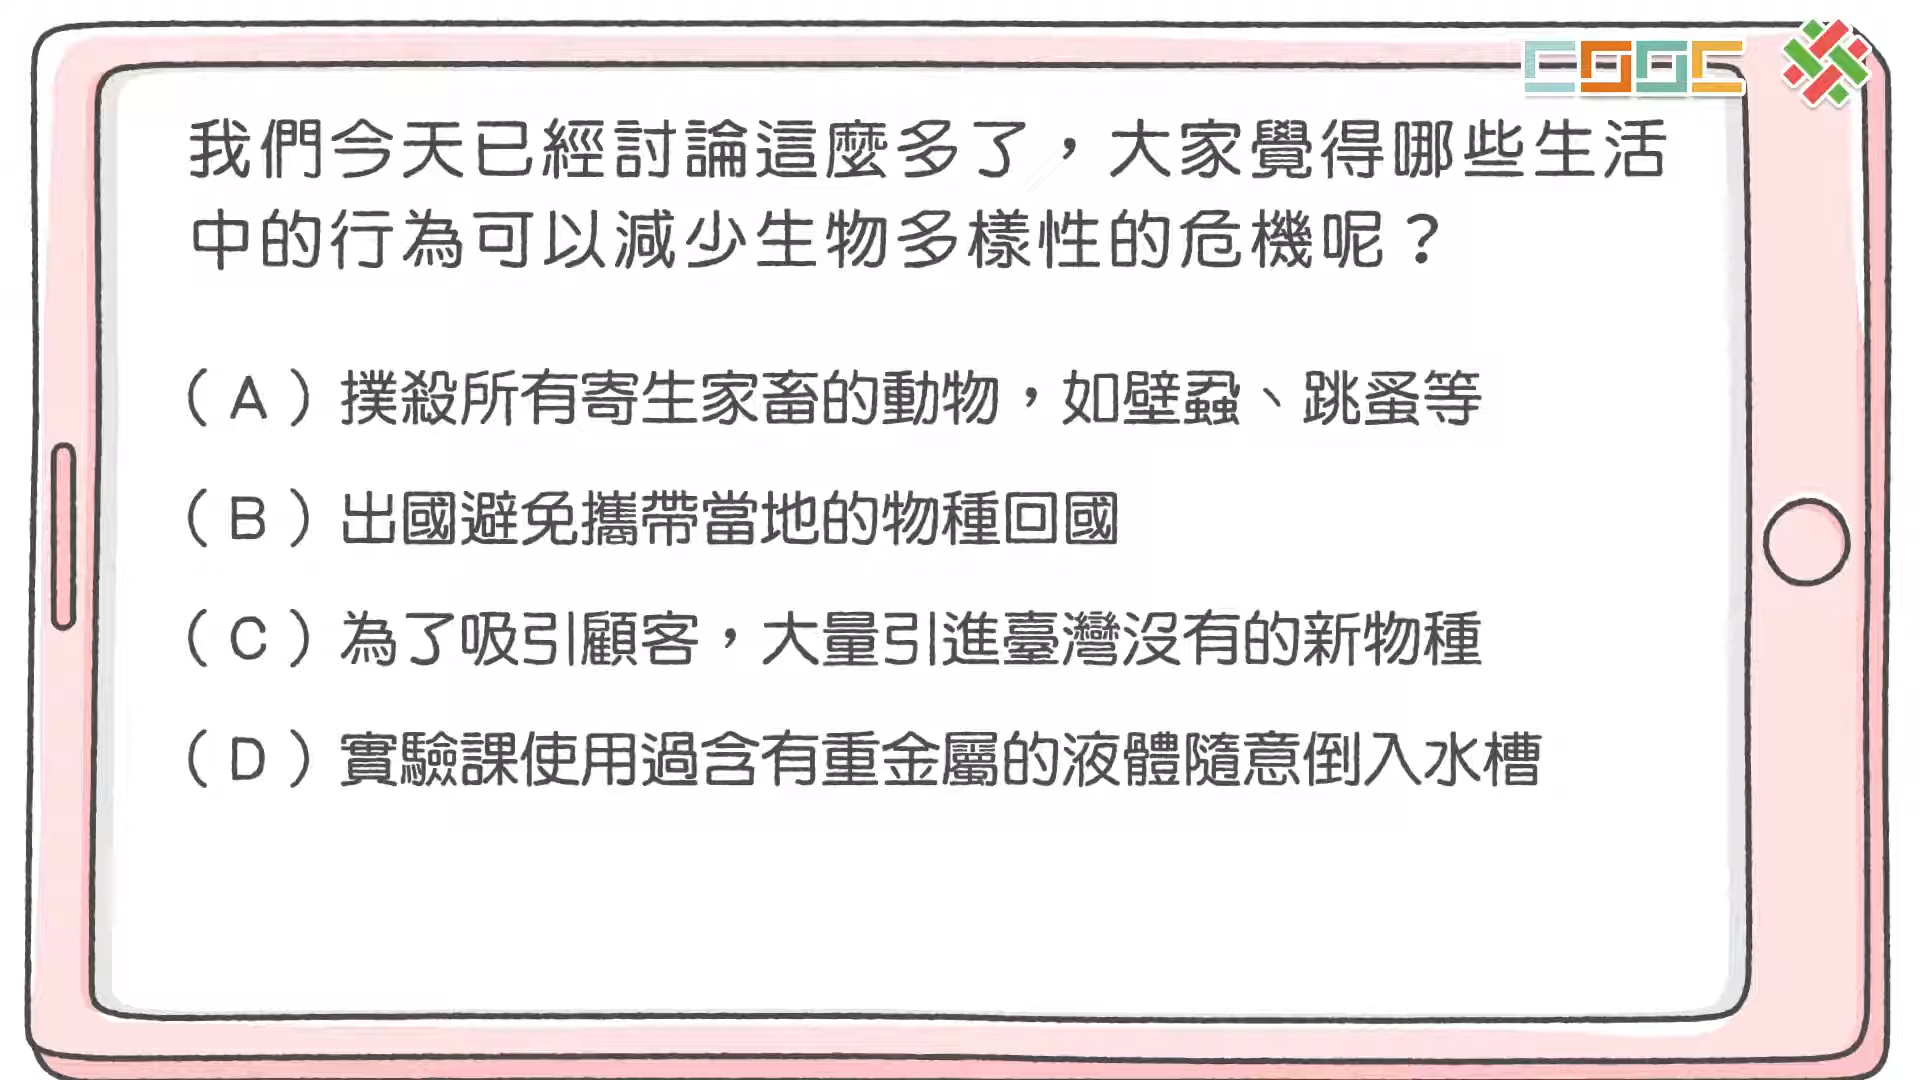 我們今天已經討論這麼多了，大家覺得哪些生活
中的行為可以減少生物多樣性的危機呢？
（A）撲殺所有寄生家畜的動物，如壁蝨、跳蚤等
（B）出國避免攜帶當地的物種回國
（C）為了吸引顧客，大量引進臺灣沒有的新物種
（D）實驗課使用過含有重金屬的液體隨意倒入水槽